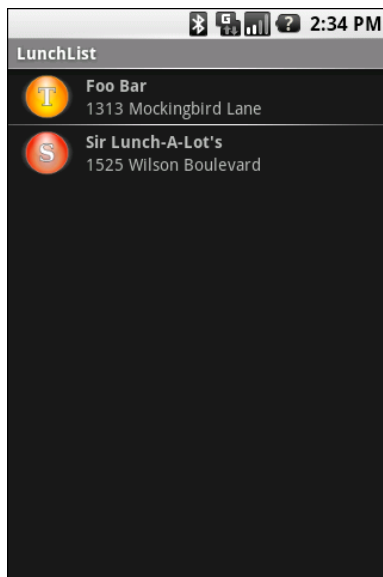 G
? 2:34 PM
LunchList
T
Foo Bar
1313 Mockingbird Lane
S
Sir Lunch-A-Lot's
1525 Wilson Boulevard